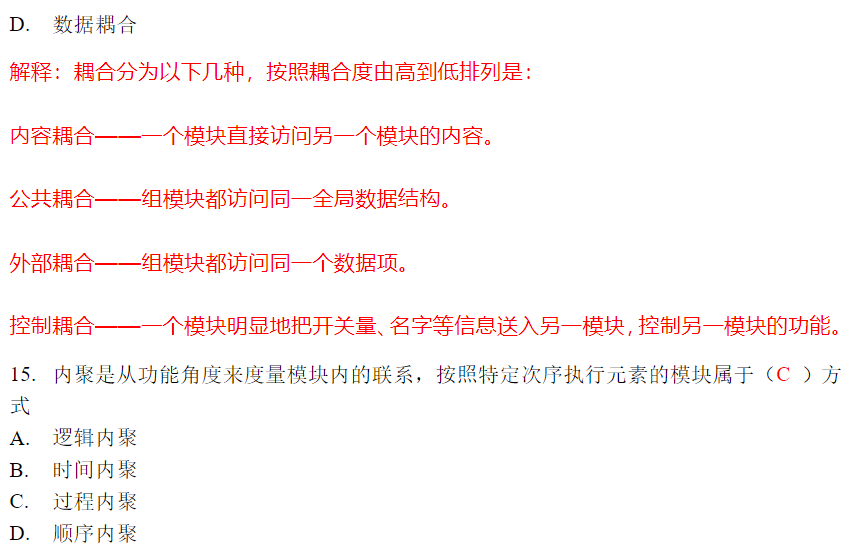 D. 数据耦合
解释：耦合分为以下几种，按照耦合度由高到低排列是：
内容耦合——一个模块直接访问另一个模块的内容。
公共耦合——一组模块都访问同一全局数据结构。
外部耦合——一组模块都访问同一个数据项。
控制耦合——一个模块明显地把开关量、名字等信息送入另一模块，控制另一模块的功能。
15. 内聚是从功能角度来度量模块内的联系，按照特定次序执行元素的模块属于（C ）方
式
A. 逻辑内聚
B. 时间内聚
C. 过程内聚
D. 顺序内聚